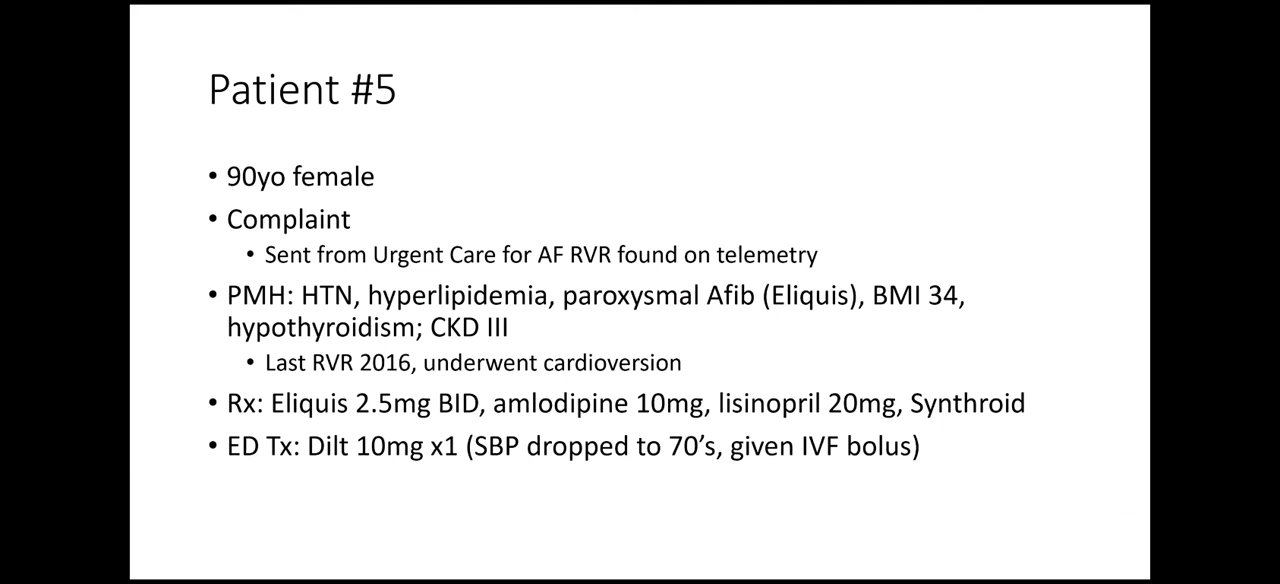 Patient #5
• 90yo female
• Complaint
• Sent from Urgent Care for AF RVR found on telemetry
• PMH: HTN, hyperlipidemia, paroxysmal Afib (Eliquis), BMI 34,
hypothyroidism; CKD III
• Last RVR 2016, underwent cardioversion
• Rx: Eliquis 2.5mg BID, amlodipine 10mg, lisinopril 20mg, Synthroid
• ED Tx: Dilt 10mg x1 (SBP dropped to 70’s, given IVF bolus)